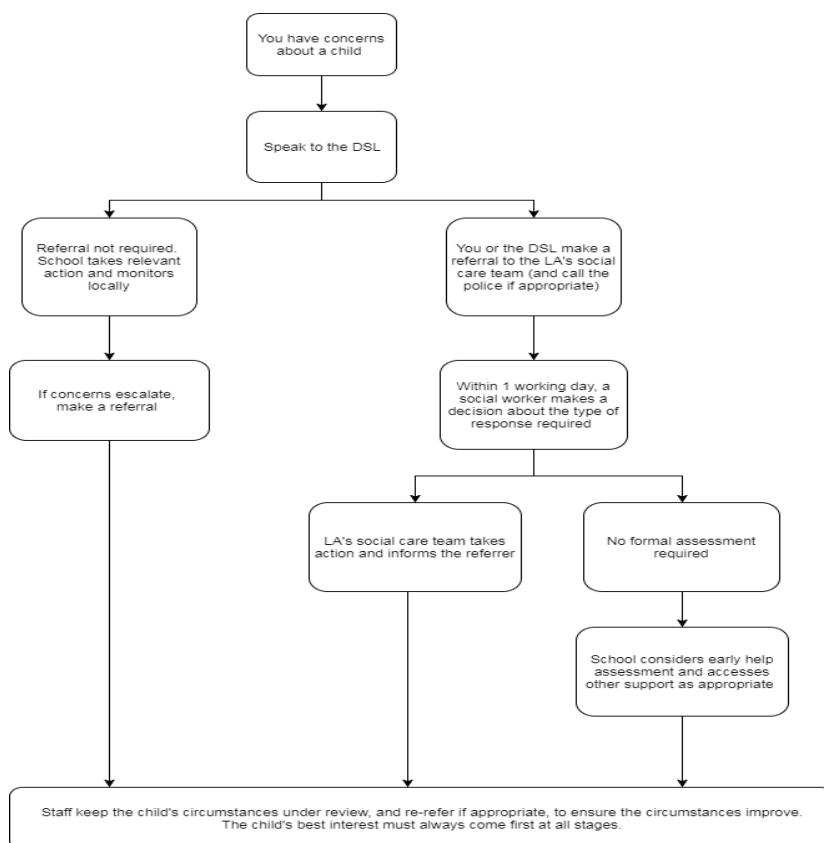 You have concerns
about a child
Speak to the DSL
Referral not required.
School takes relevant
action and monitors
locally
You or the DSL make a
referral to the LA's social
care team (and call the
police if appropriate)
If concerns escalate,
make a referral
Within 1 working day, a
social worker makes a
decision about the type of
response required
LA's social care team takes
action and informs the referrer
No formal assessment
required
School considers early help
assessment and accesses
other support as appropriate
Staff keep the child's circumstances under review, and re-refer if appropriate, to ensure the circumstances improve.
The child's best interest must always come first at all stages.